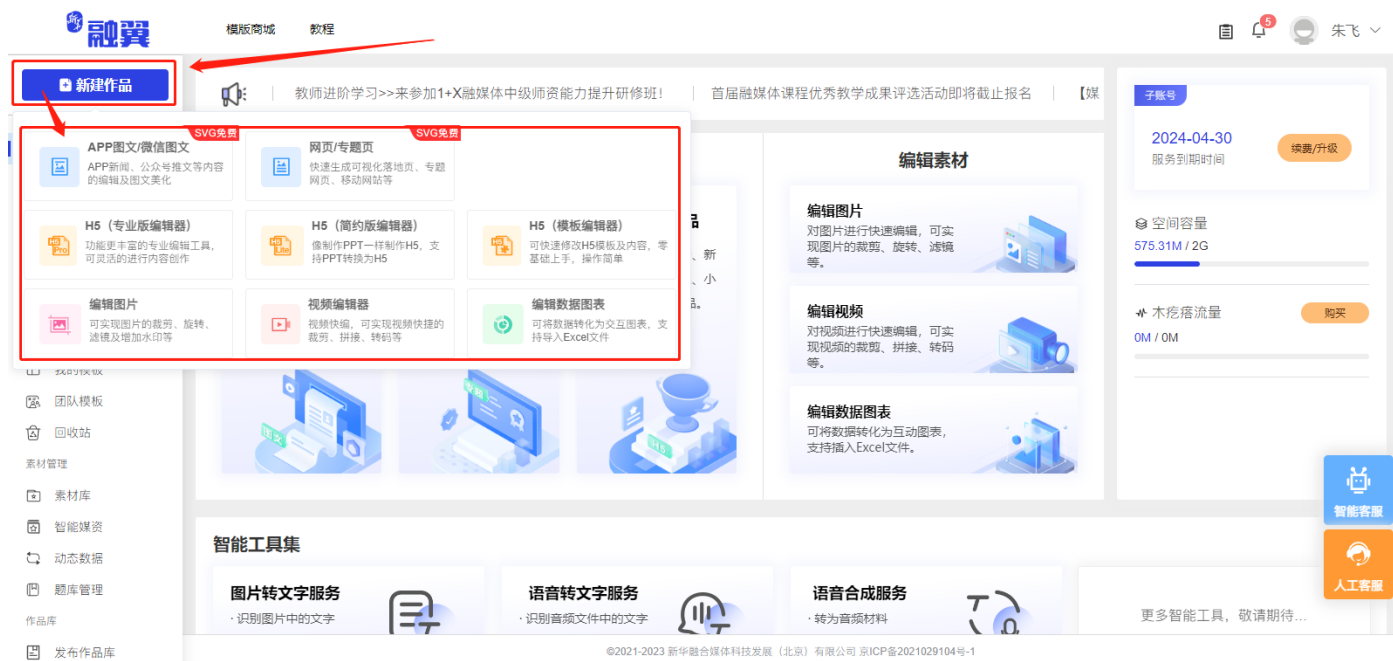 新华
融翼
模版商城
教程
5
朱飞
新建作品
教师进阶学习>>来参加1+X融媒体中级师资能力提升研修班!
首届融媒体课程优秀教学成果评选活动即将截止报名
【媒
子账号
2024-04-30
服务到期时间
续费/升级
空间容量
575.31M / 2G
木疙瘩流量
购买
0M / 0M
SVG免费
APP图文/微信图文
APP新闻、公众号推文等内容
的编辑及图文美化
SVG免费
网页/专题页
快速生成可视化落地页、专题
网页、移动网站等
H5
Pro
H5（专业版编辑器）
功能更丰富的专业编辑工具，
可灵活的进行内容创作
H5
Lite
H5（简约版编辑器）
像制作PPT一样制作H5，支
持PPT转换为H5
H5
H5（模板编辑器）
可快速修改H5模板及内容，零
基础上手，操作简单
编辑图片
可实现图片的裁剪、旋转、
滤镜及增加水印等
视频编辑器
视频快编，可实现视频快捷的
裁剪、拼接、转码等
编辑数据图表
可将数据转化为交互图表，支
持导入Excel文件
品
、新
、小
品。
编辑素材
编辑图片
对图片进行快速编辑，可实
现图片的裁剪、旋转、滤镜
等。
编辑视频
对视频进行快速编辑，可实
现视频的裁剪、拼接、转码
等。
编辑数据图表
可将数据转化为互动图表，
支持插入Excel文件。
图文
专题
H5
我的模板
团队模板
回收站
素材管理
素材库
智能媒资
动态数据
题库管理
作品库
发布作品库
智能工具集
图片转文字服务
·识别图片中的文字
语音转文字服务
·识别音频文件中的文字
语音合成服务
·转为音频材料
更多智能工具，敬请期待...
智能客服
人工客服
©2021-2023 新华融合媒体科技发展（北京）有限公司 京ICP备2021029104号-1